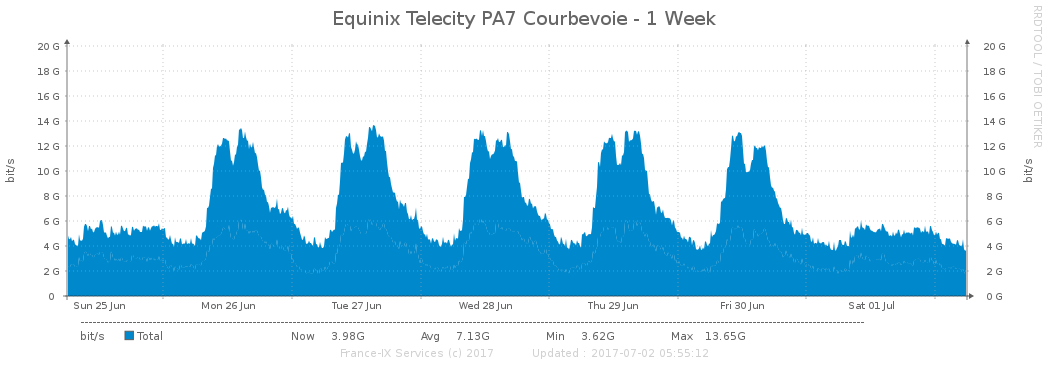 Equinix Telecity PA7 Courbevoie - 1 Week
RRDTOOL / TOBI OETIKER
bit/s
20 G
18 G
16 G
14 G
12 G
10 G
8 G
6 G
4 G
2 G
0
20 G
18 G
16 G
14 G
12 G
10 G
8 G
6 G
4 G
2 G
0 G
bit/s
Sun 25 Jun Mon 26 Jun Tue 27 Jun Wed 28 Jun Thu 29 Jun Fri 30 Jun Sat 01 Jul
bit/s Total Now 3.98G Avg 7.13G Min 3.62G Max 13.65G
France-IX Services (c) 2017 Updated : 2017-07-02 05:55:12